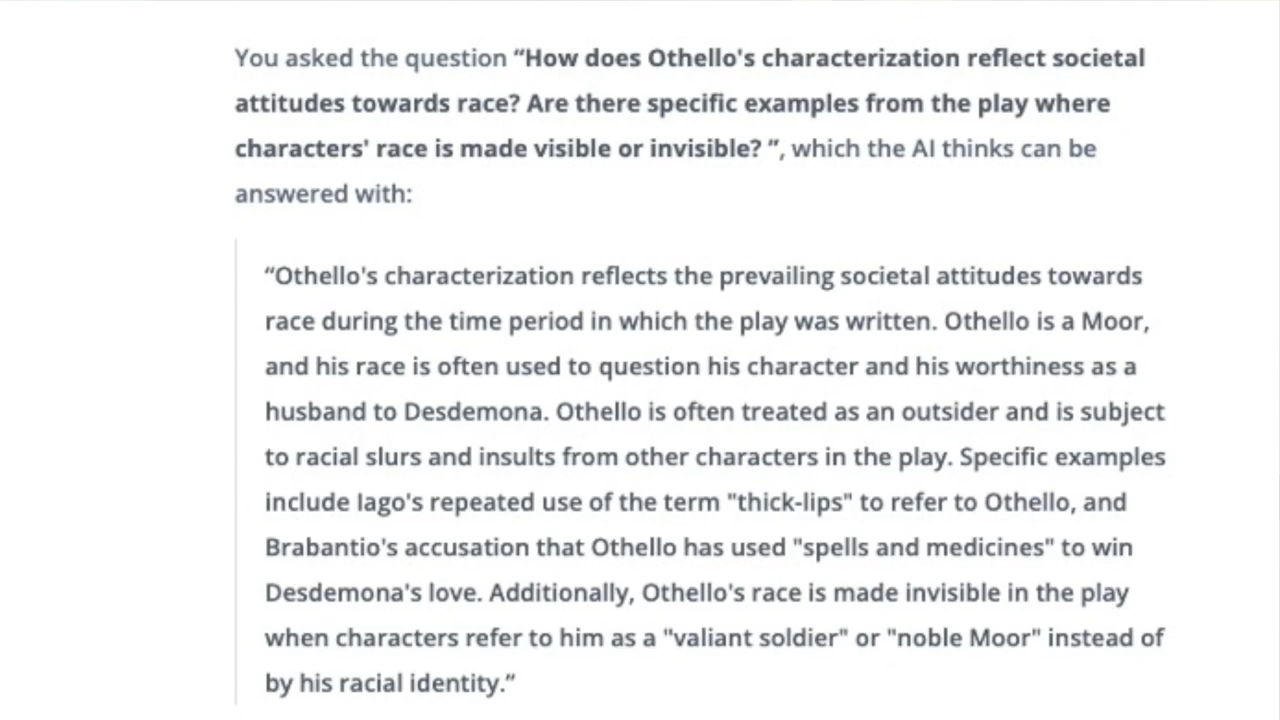 You asked the question “How does Othello's characterization reflect societal
attitudes towards race? Are there specific examples from the play where
characters' race is made visible or invisible? ”, which the AI thinks can be
answered with:
“Othello's characterization reflects the prevailing societal attitudes towards
race during the time period in which the play was written. Othello is a Moor,
and his race is often used to question his character and his worthiness as a
husband to Desdemona. Othello is often treated as an outsider and is subject
to racial slurs and insults from other characters in the play. Specific examples
include Iago's repeated use of the term "thick-lips" to refer to Othello, and
Brabantio's accusation that Othello has used "spells and medicines" to win
Desdemona's love. Additionally, Othello's race is made invisible in the play
when characters refer to him as a "valiant soldier" or "noble Moor" instead of
by his racial identity.”